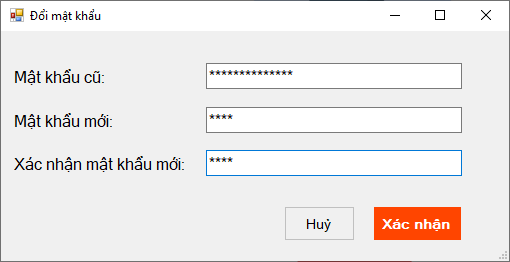 Đổi mật khẩu
Mật khẩu cũ: **************
Mật khẩu mới: ****
Xác nhận mật khẩu mới: ****
Huỷ Xác nhận